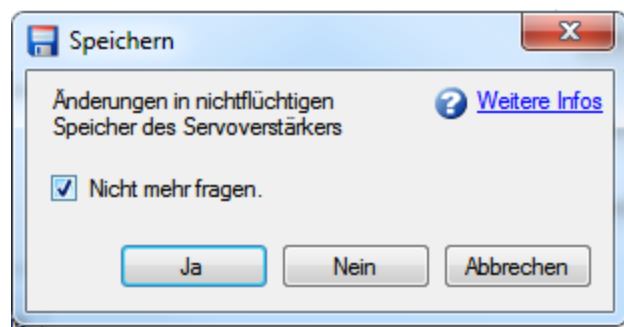 Speichern
Änderungen in nichtflüchtigen
Speicher des Servoverstärkers
Weitere Infos
Nicht mehr fragen.
Ja
Nein
Abbrechen